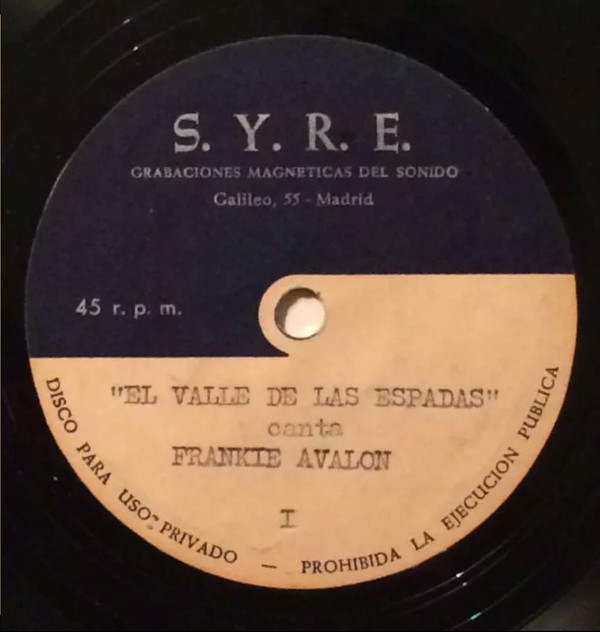 S. Y. R. E.
GRABACIONES MAGNETICAS DEL SONIDO
Galileo, 55 - Madrid
45 r. p. m.
"EL VALLE DE LAS ESPADAS"
canta
FRANKIE AVALON
I
DISCO PARA USO PRIVADO — PROHIBIDA LA EJECUCION PUBLICA